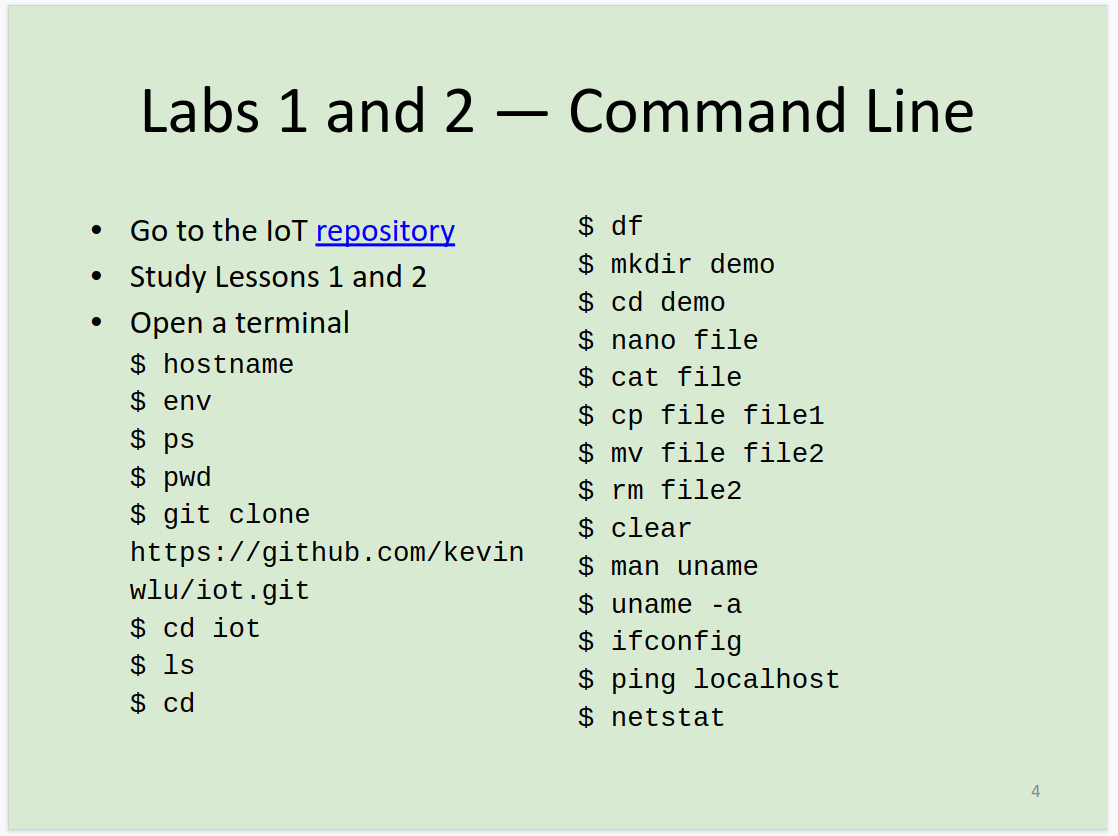 Labs 1 and 2 — Command Line
• Go to the IoT repository
• Study Lessons 1 and 2
• Open a terminal
$ hostname
$ env
$ ps
$ pwd
$ git clone
https://github.com/kevin
wlu/iot.git
$ cd iot
$ ls
$ cd
$ df
$ mkdir demo
$ cd demo
$ nano file
$ cat file
$ cp file file1
$ mv file file2
$ rm file2
$ clear
$ man uname
$ uname -a
$ ifconfig
$ ping localhost
$ netstat
4